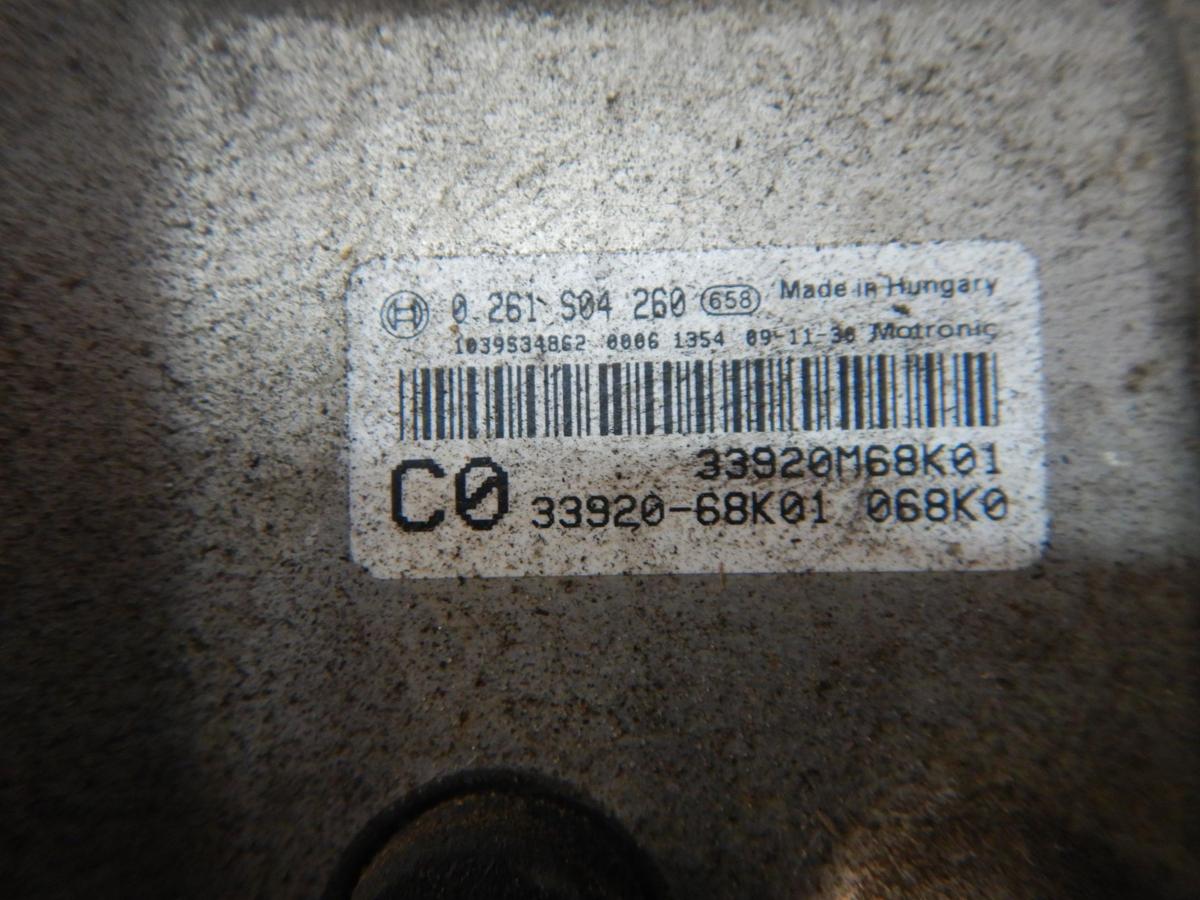 0 261 S04 260 658 Made in Hungary
1039S34862 0006 1354 09-11-30 Motronic
33920M68K01
C0 33920-68K01 068K0